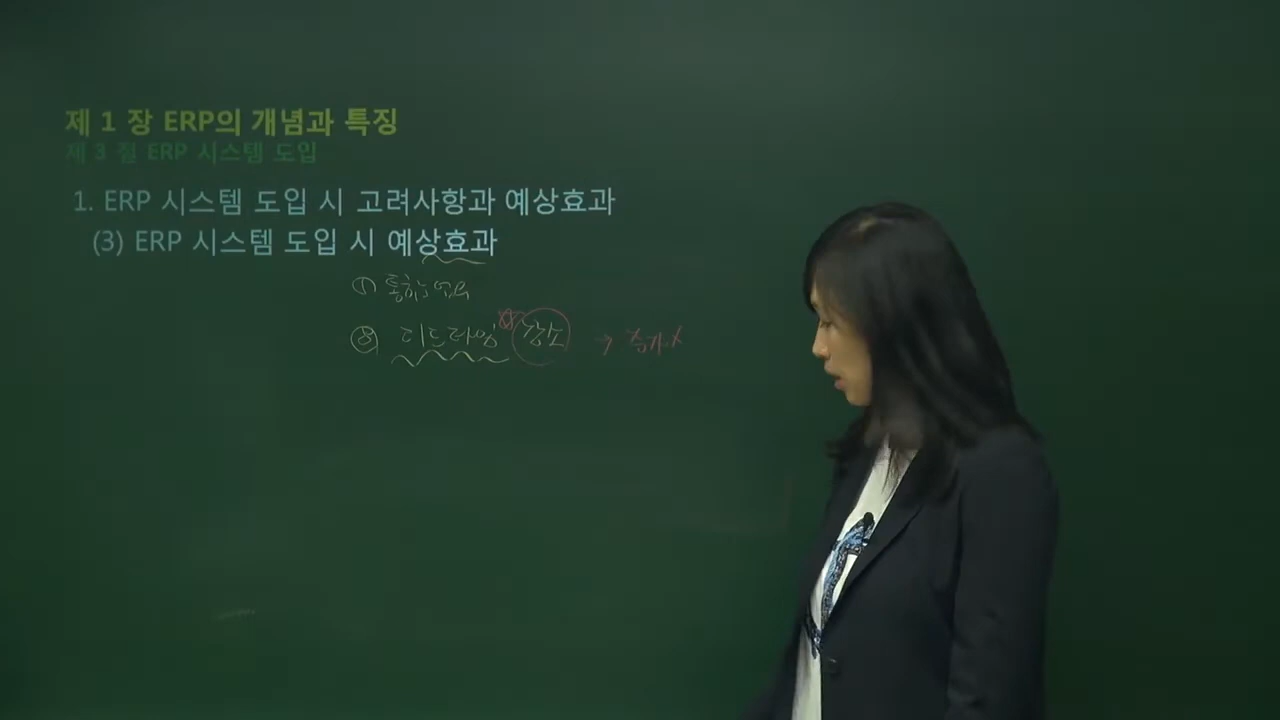 제 1 장 ERP의 개념과 특징
제 3 절 ERP 시스템 도입
1. ERP 시스템 도입 시 고려사항과 예상효과
(3) ERP 시스템 도입 시 예상효과
① 통합
⑧ 리드타임 감소 → 증가 X